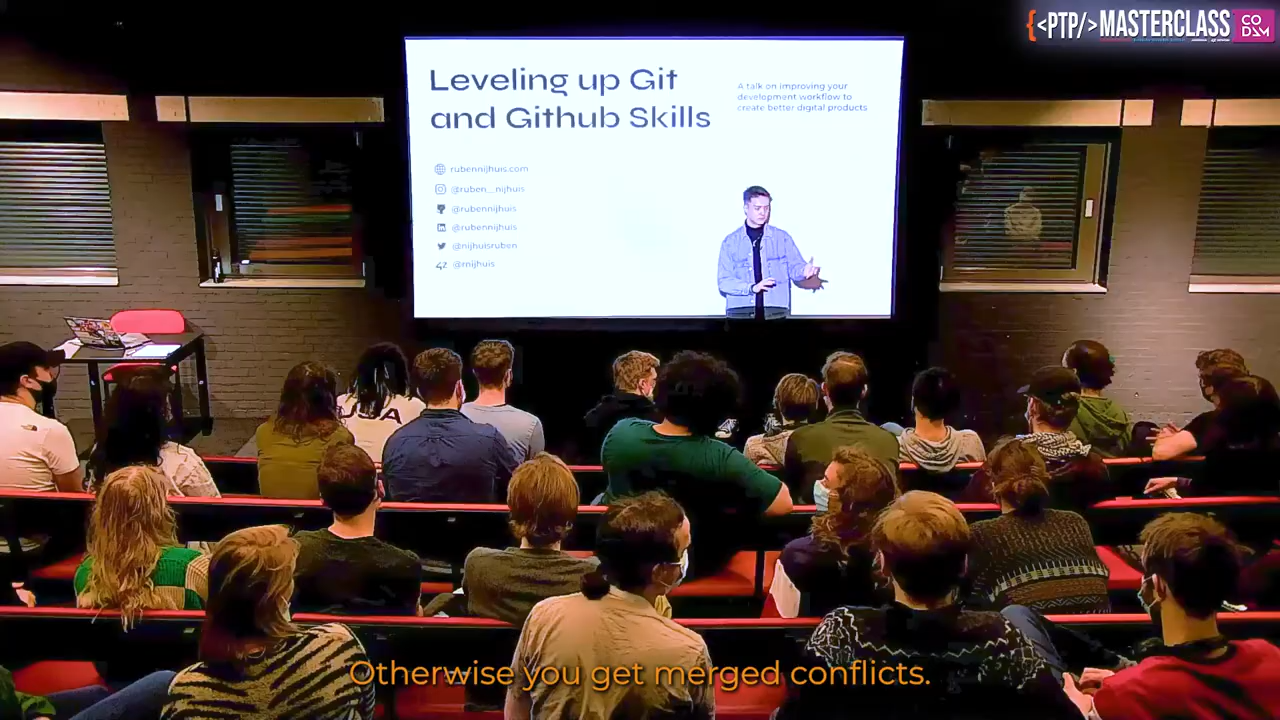 {<PTP/>MASTERCLASS
CO
D
Leveling up Git
and Github Skills
A talk on improving your
development workflow to
create better digital products
rubennijhuis.com
@ruben__nijhuis
@rubennijhuis
@rubennijhuis
@nijhuisruben
42 @rnijhuis
Otherwise you get merged conflicts.